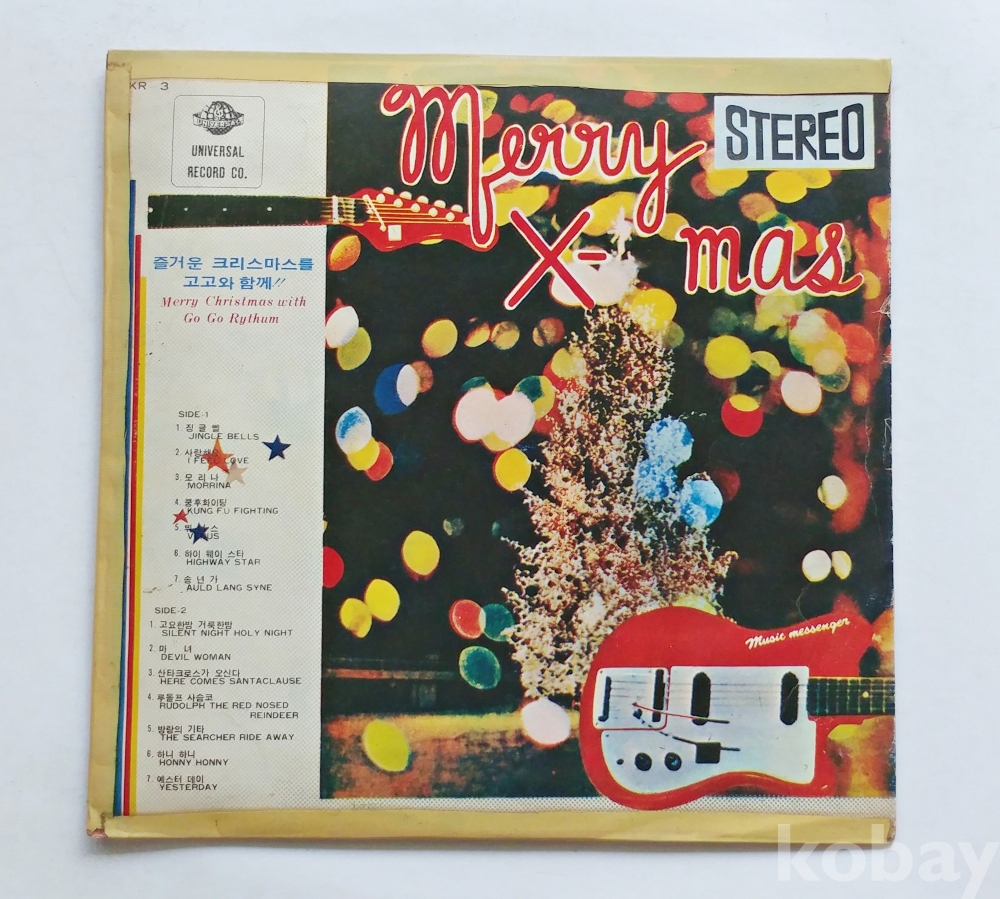 KR 3
UNIVERSAL
UNIVERSAL
RECORD CO.
Merry
X-mas
STEREO
즐거운 크리스마스를
고고와 함께!!
Merry Christmas with
Go Go Rythum
SIDE-1
1. 징글벨
JINGLE BELLS
2. 사랑해요
I FEEL LOVE
3. 모리나
MORRINA
4. 쿵후화이팅
KUNG FU FIGHTING
5.
VENUS
6. 하이 웨이 스타
HIGHWAY STAR
7. 송년가
AULD LANG SYNE
SIDE-2
1. 고요한밤 거룩한밤
SILENT NIGHT HOLY NIGHT
2. 마 녀
DEVIL WOMAN
3. 산타크로스가 오신다
HERE COMES SANTACLAUSE
4. 루돌프 사슴코
RUDOLPH THE RED NOSED
REINDEER
5. 방랑의 기타
THE SEARCHER RIDE AWAY
6. 하니 하니
HONNY HONNY
7. 예스터 데이
YESTERDAY
Music messenger
kobay